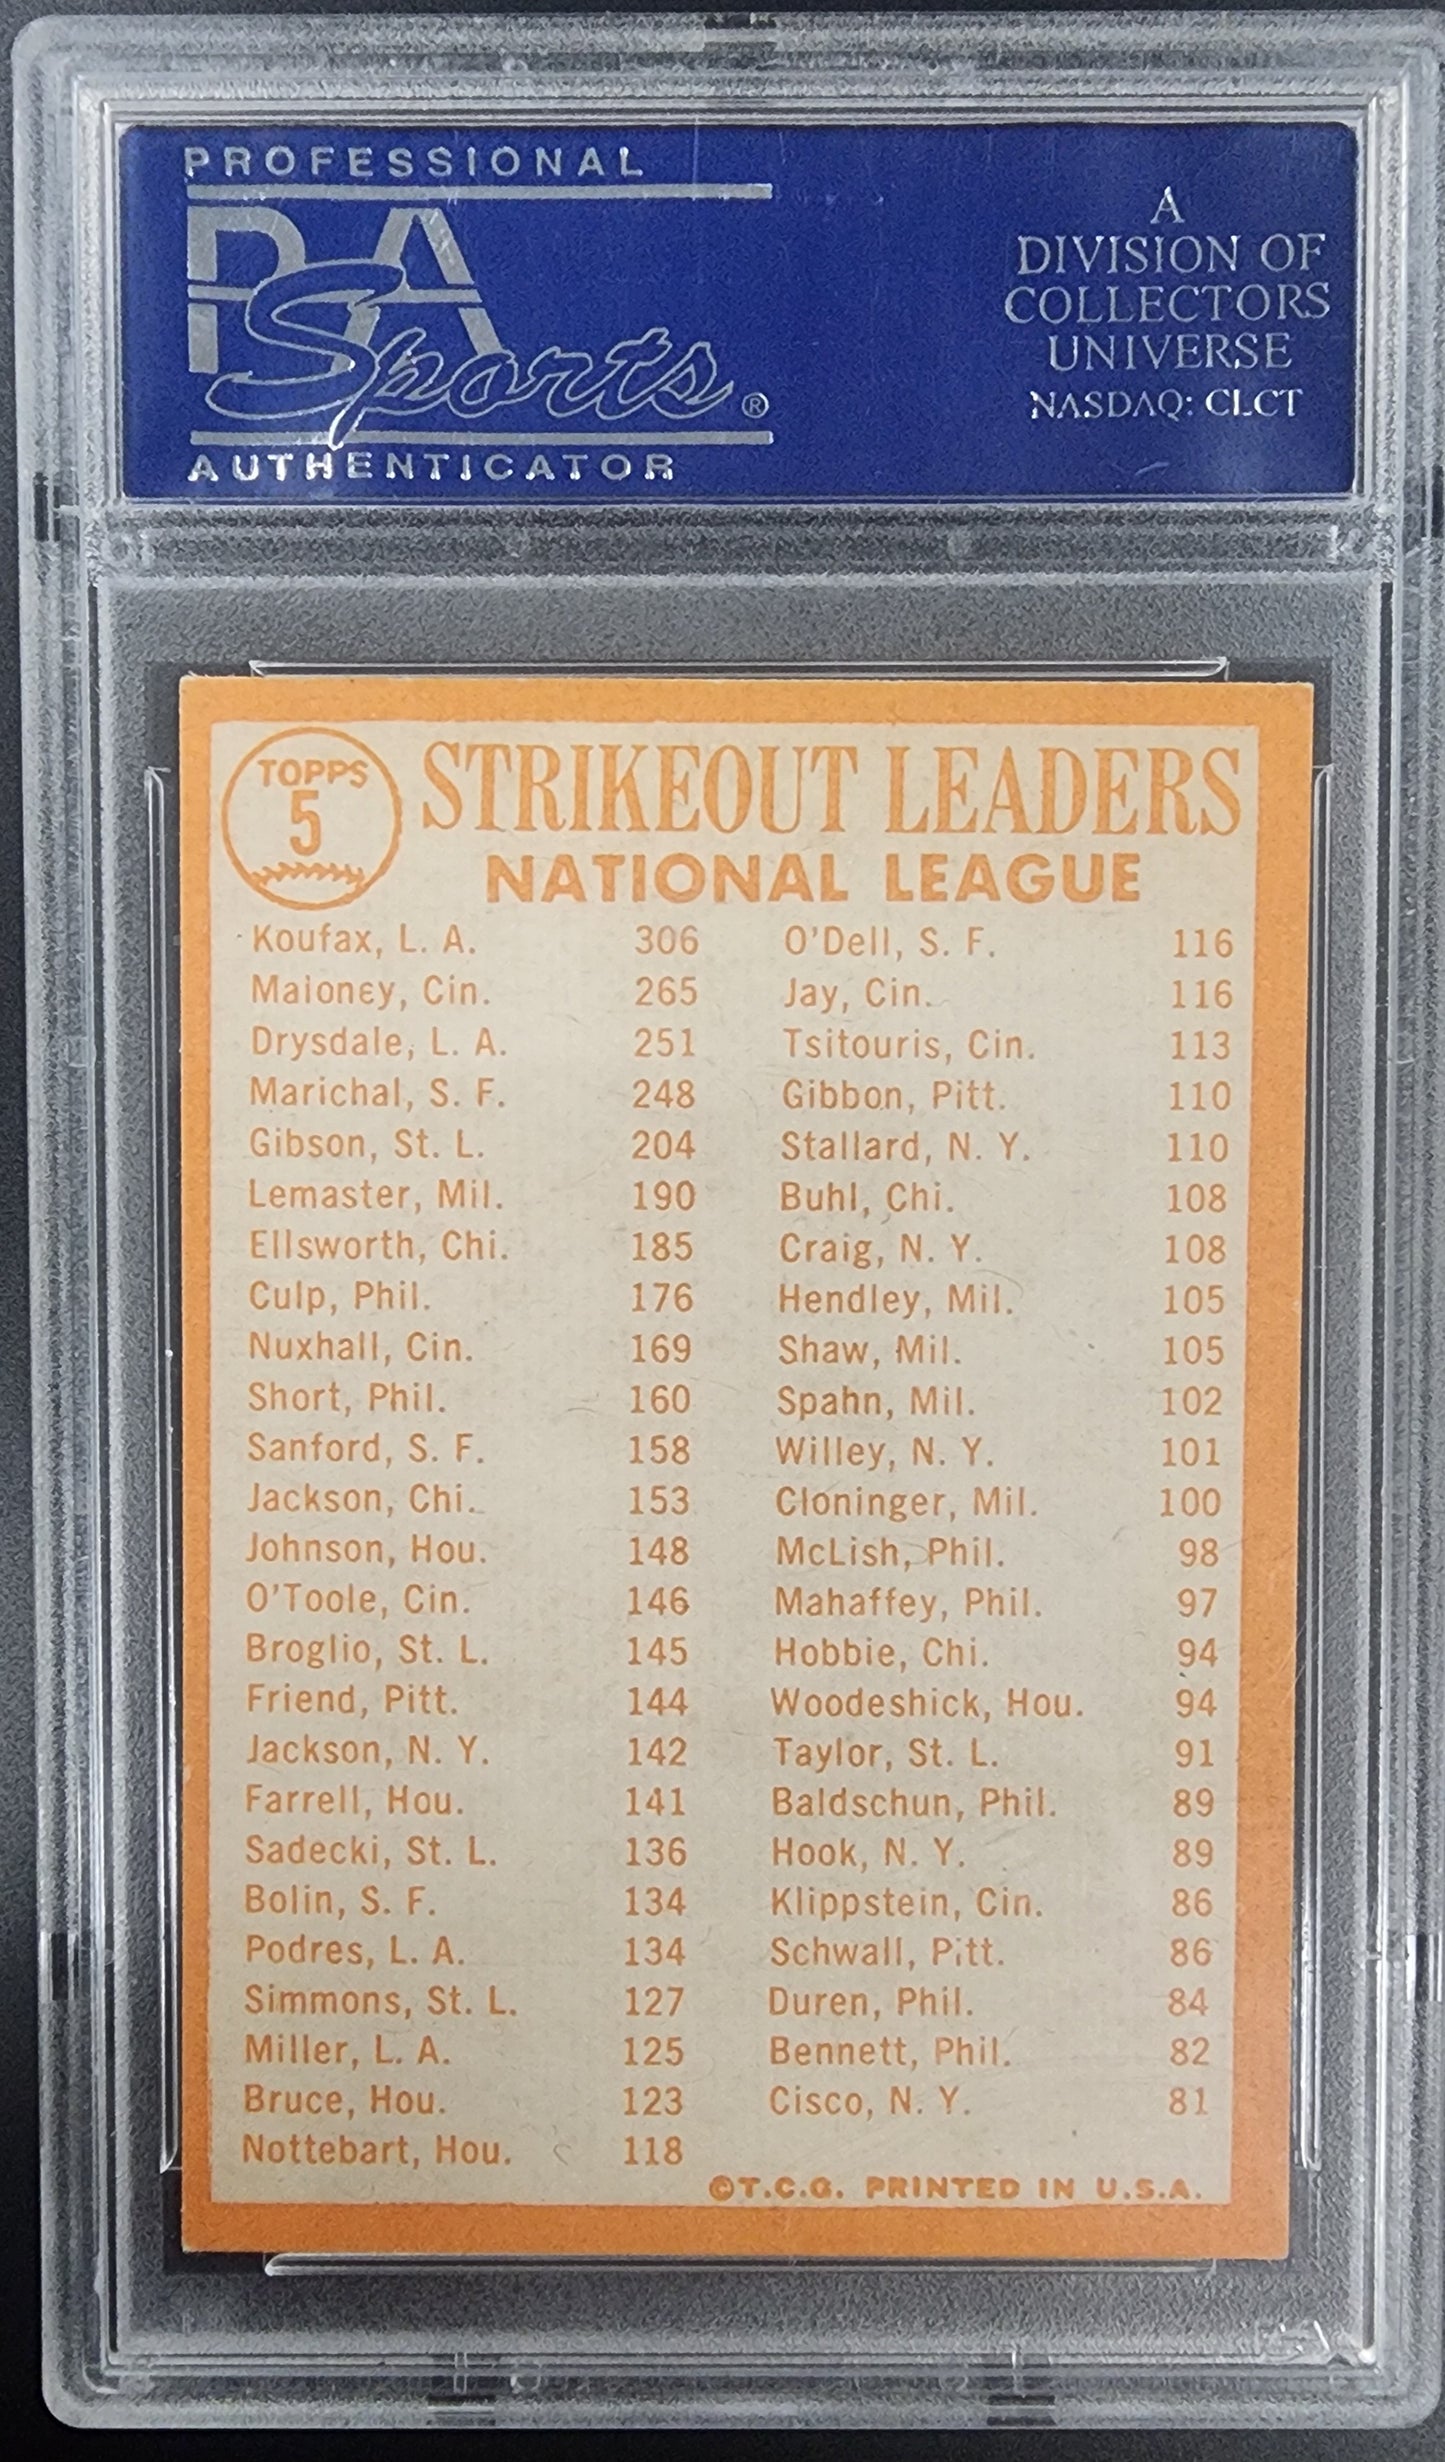 PROFESSIONAL
PSA
Sports®
AUTHENTICATOR
A
DIVISION OF
COLLECTORS
UNIVERSE
NASDAQ: CLCT
TOPPS
5
STRIKEOUT LEADERS
NATIONAL LEAGUE
Koufax, L. A. 306
Maloney, Cin. 265
Drysdale, L. A. 251
Marichal, S. F. 248
Gibson, St. L. 204
Lemaster, Mil. 190
Ellsworth, Chi. 185
Culp, Phil. 176
Nuxhall, Cin. 169
Short, Phil. 160
Sanford, S. F. 158
Jackson, Chi. 153
Johnson, Hou. 148
O'Toole, Cin. 146
Broglio, St. L. 145
Friend, Pitt. 144
Jackson, N. Y. 142
Farrell, Hou. 141
Sadecki, St. L. 136
Bolin, S. F. 134
Podres, L. A. 134
Simmons, St. L. 127
Miller, L. A. 125
Bruce, Hou. 123
Nottebart, Hou. 118
O'Dell, S. F. 116
Jay, Cin. 116
Tsitouris, Cin. 113
Gibbon, Pitt. 110
Stallard, N. Y. 110
Buhl, Chi. 108
Craig, N. Y. 108
Hendley, Mil. 105
Shaw, Mil. 105
Spahn, Mil. 102
Willey, N. Y. 101
Cloninger, Mil. 100
McLish, Phil. 98
Mahaffey, Phil. 97
Hobbie, Chi. 94
Woodeshick, Hou. 94
Taylor, St. L. 91
Baldschun, Phil. 89
Hook, N. Y. 89
Klippstein, Cin. 86
Schwall, Pitt. 86
Duren, Phil. 84
Bennett, Phil. 82
Cisco, N. Y. 81
©T.C.G. PRINTED IN U.S.A.